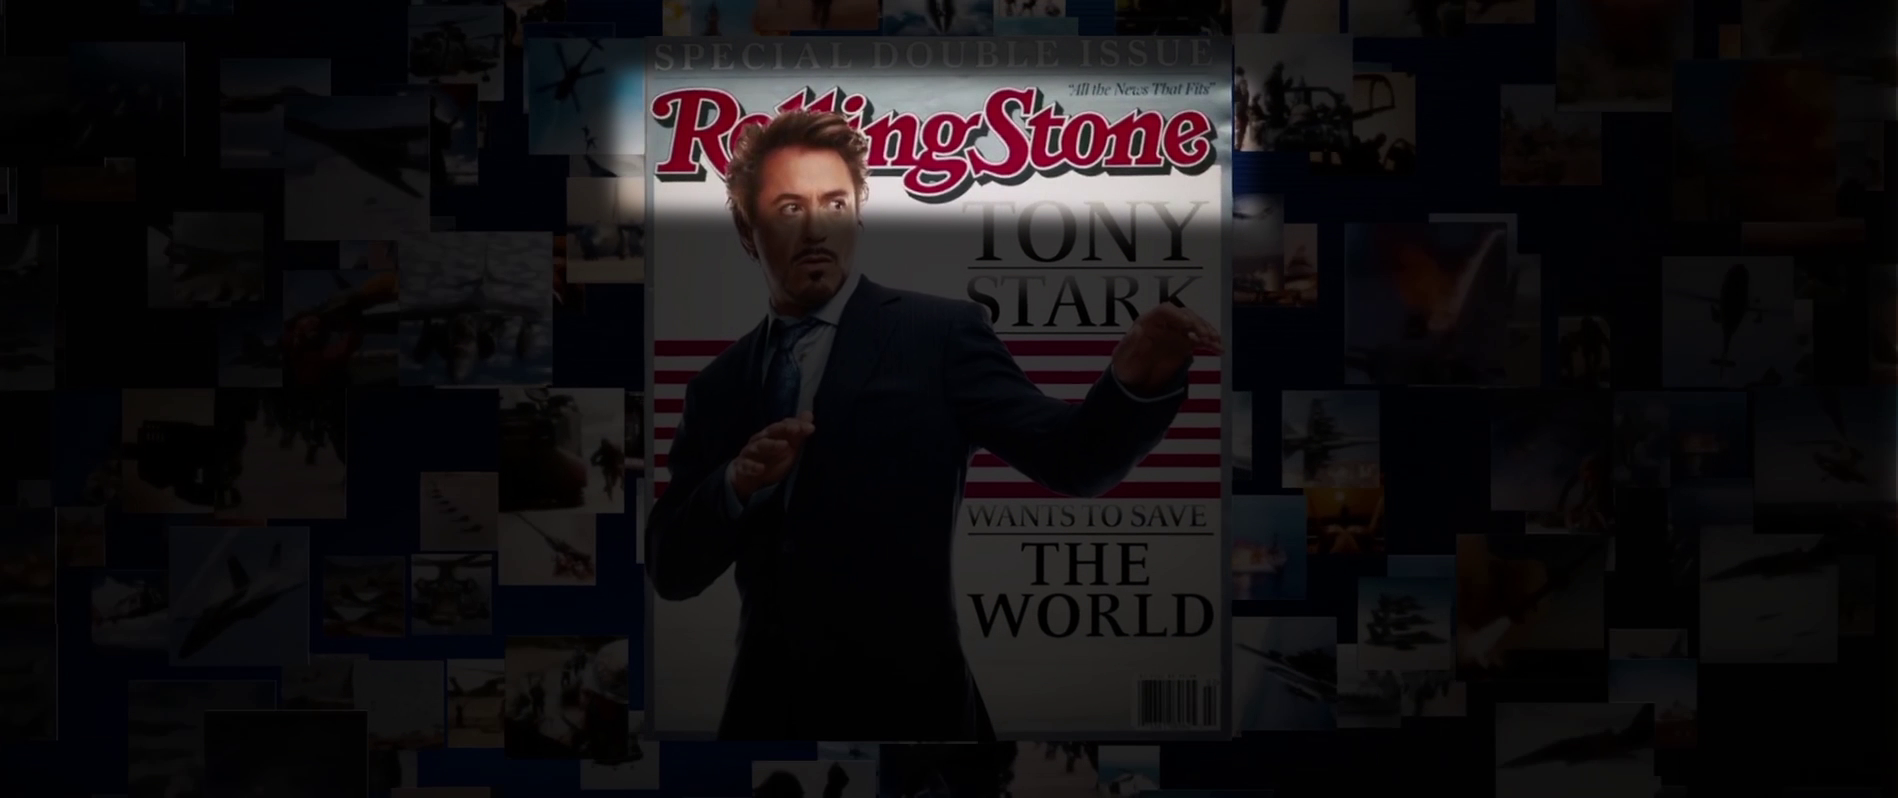 SPECIAL DOUBLE ISSUE
"All the News That Fits"
RollingStone
TONY
STARK
WANTS TO SAVE
THE
WORLD